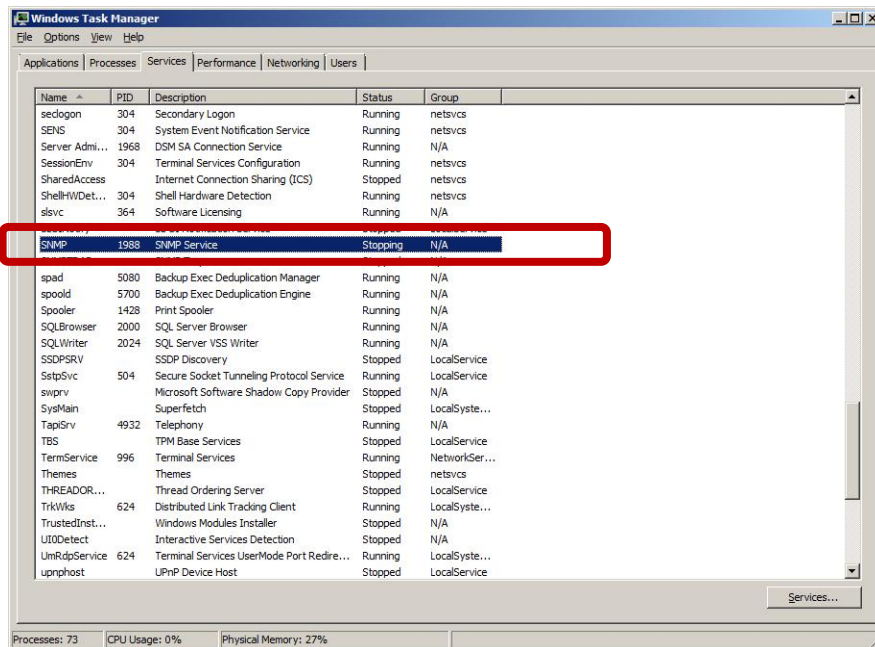 Windows Task Manager
File Options View Help
Applications Processes Services Performance Networking Users
Name PID Description Status Group
seclogon 304 Secondary Logon Running netsvcs
SENS 304 System Event Notification Service Running netsvcs
Server Admi... 1968 DSM SA Connection Service Running N/A
SessionEnv 304 Terminal Services Configuration Running netsvcs
SharedAccess Internet Connection Sharing (ICS) Stopped netsvcs
ShellHWDet... 304 Shell Hardware Detection Running netsvcs
slsvc 364 Software Licensing Running N/A
SNMP 1988 SNMP Service Stopping N/A
spad 5080 Backup Exec Deduplication Manager Running N/A
spoold 5700 Backup Exec Deduplication Engine Running N/A
Spooler 1428 Print Spooler Running N/A
SQLBrowser 2000 SQL Server Browser Running N/A
SQLWriter 2024 SQL Server VSS Writer Running N/A
SSDPSRV SSDP Discovery Stopped LocalService
SstpSvc 504 Secure Socket Tunneling Protocol Service Running LocalService
swprv Microsoft Software Shadow Copy Provider Stopped N/A
SysMain Superfetch Stopped LocalSyste...
TapiSrv 4932 Telephony Running N/A
TBS TPM Base Services Stopped LocalService
TermService 996 Terminal Services Running NetworkSer...
Themes Themes Stopped netsvcs
THREADOR... Thread Ordering Server Stopped LocalService
TrkWks 624 Distributed Link Tracking Client Running LocalSyste...
TrustedInst... Windows Modules Installer Stopped N/A
UI0Detect Interactive Services Detection Stopped N/A
UmRdpService 624 Terminal Services UserMode Port Redire... Running LocalSyste...
upnphost UPnP Device Host Stopped LocalService
Services...
Processes: 73 CPU Usage: 0% Physical Memory: 27%